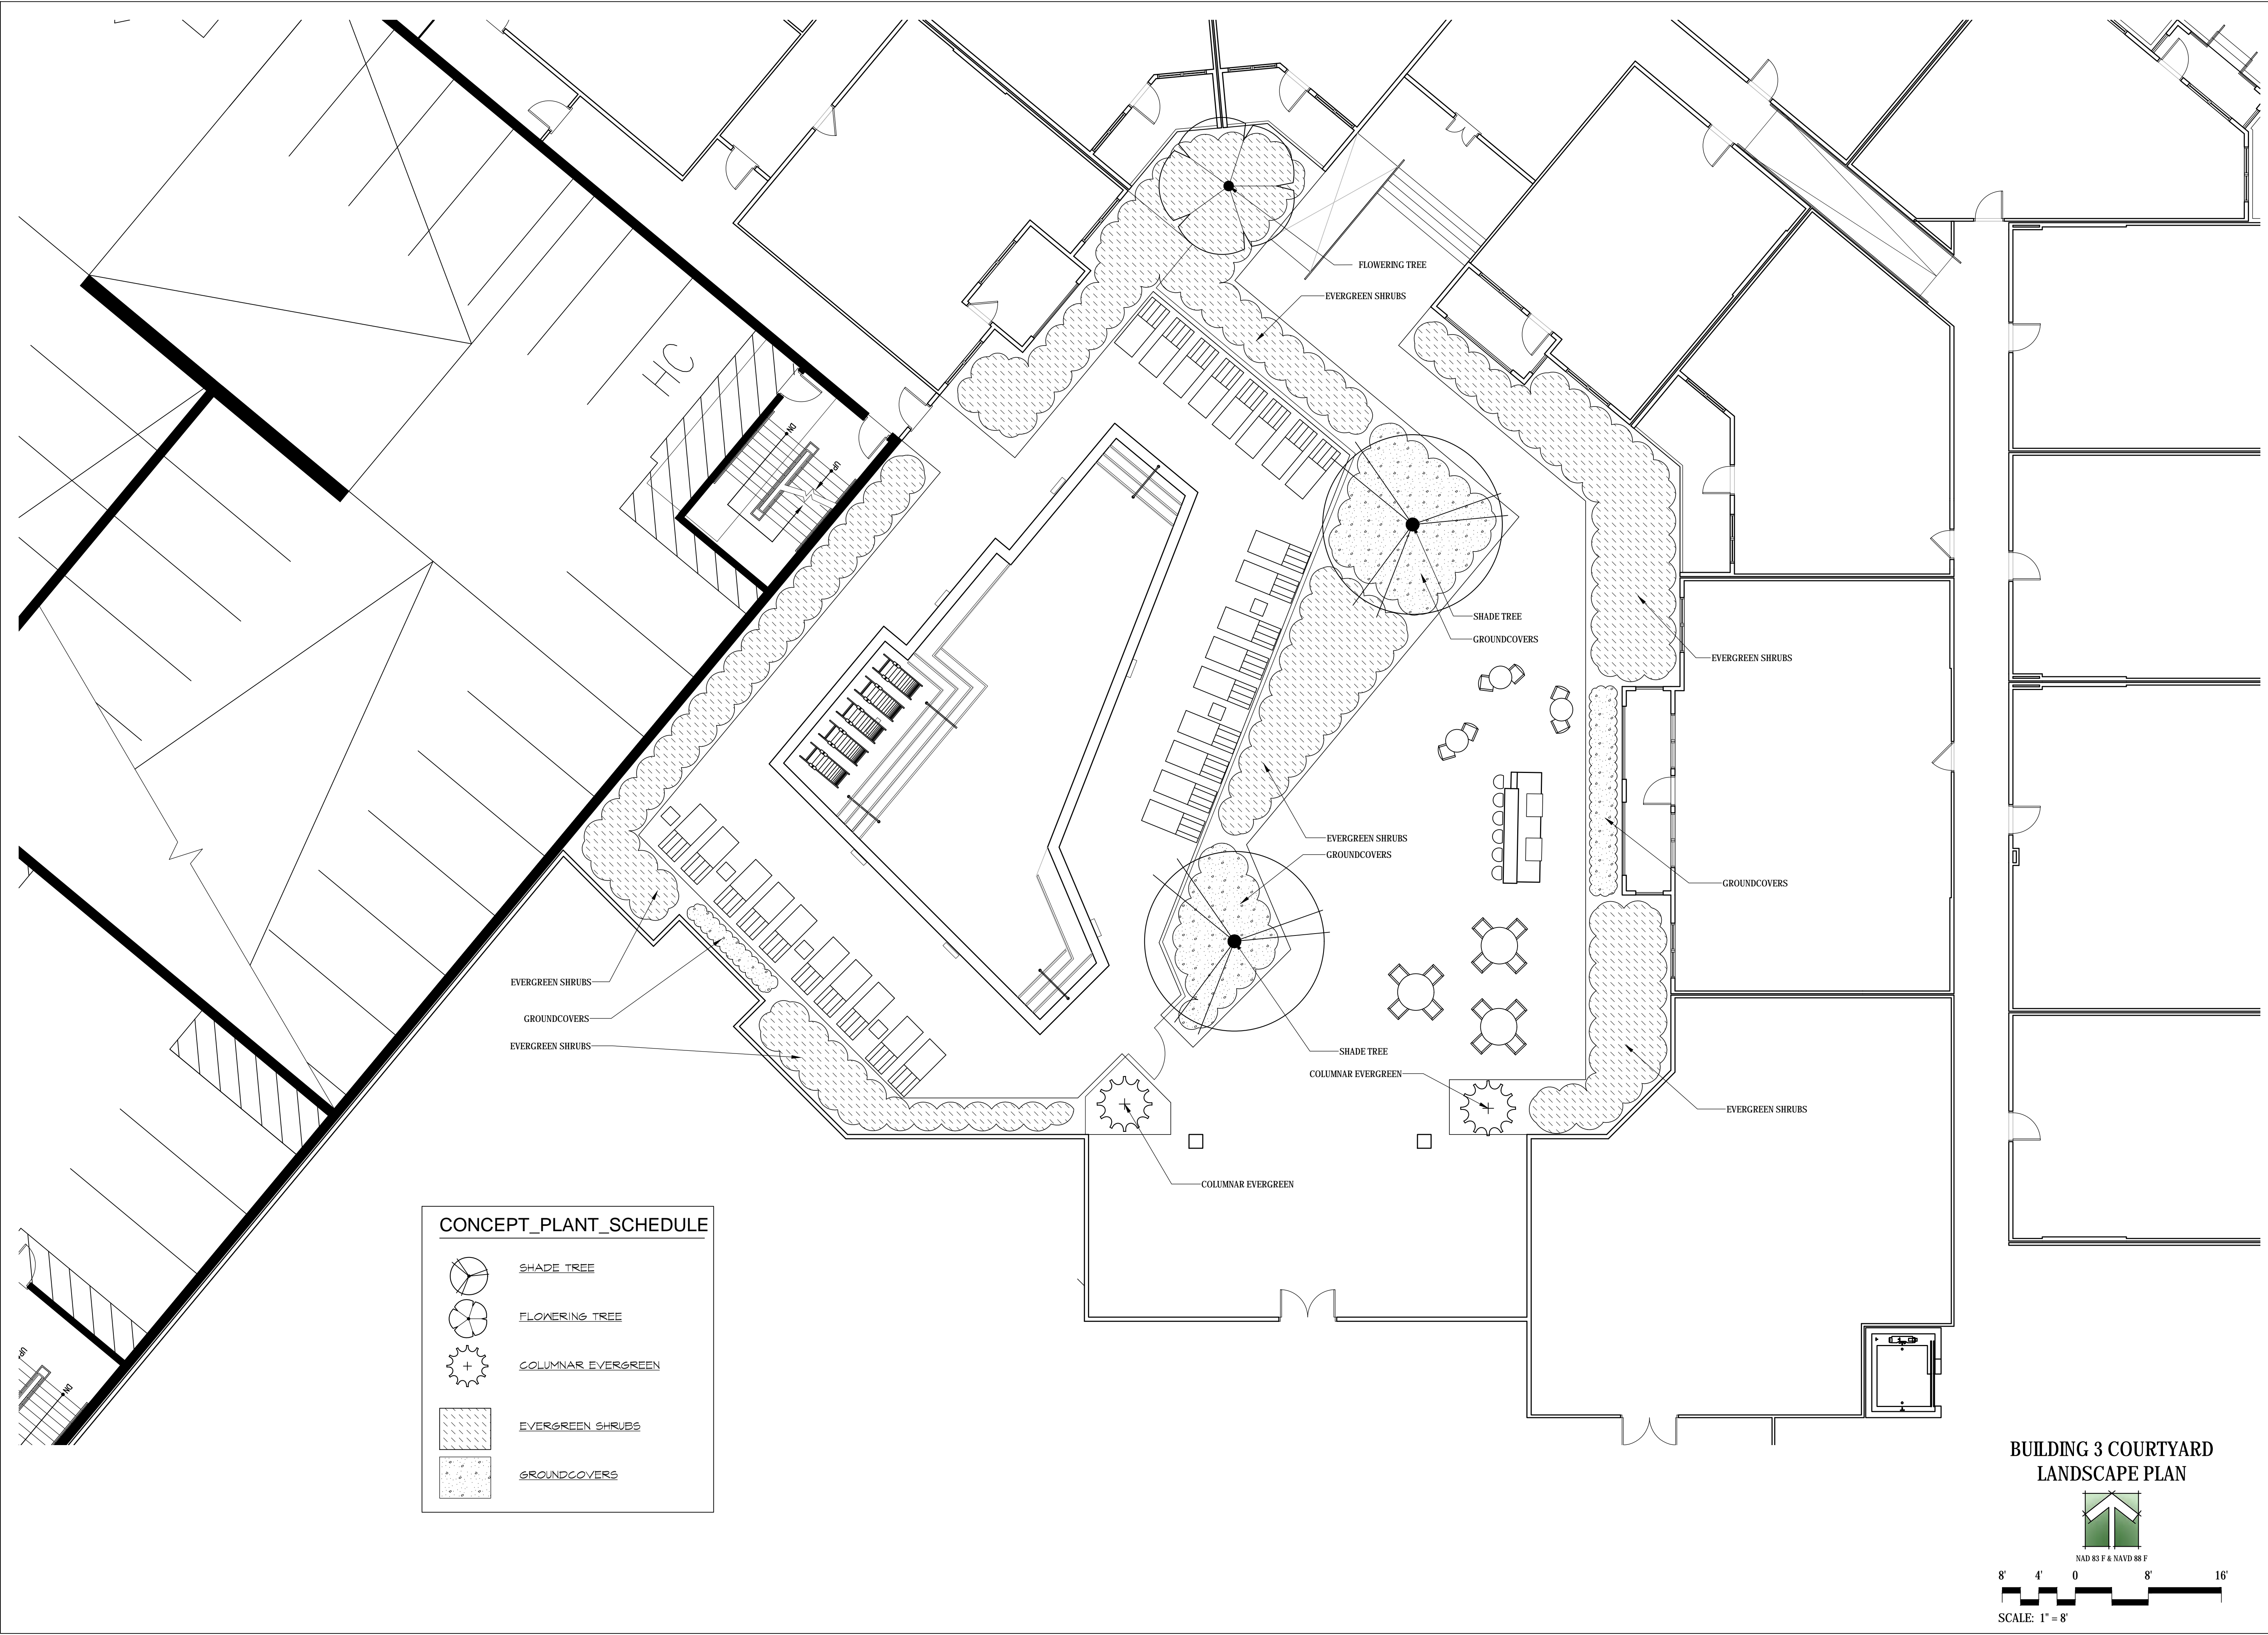 FLOWERING TREE
EVERGREEN SHRUBS
HC
DN
UP
SHADE TREE
GROUNDCOVERS
EVERGREEN SHRUBS
EVERGREEN SHRUBS
GROUNDCOVERS
GROUNDCOVERS
EVERGREEN SHRUBS
GROUNDCOVERS
EVERGREEN SHRUBS
SHADE TREE
COLUMNAR EVERGREEN
EVERGREEN SHRUBS
COLUMNAR EVERGREEN
CONCEPT_PLANT_SCHEDULE
SHADE TREE
FLOWERING TREE
COLUMNAR EVERGREEN
EVERGREEN SHRUBS
GROUNDCOVERS
UP
DN
BUILDING 3 COURTYARD
LANDSCAPE PLAN
NAD 83 F & NAVD 88 F
8' 4' 0 8' 16'
SCALE: 1" = 8'